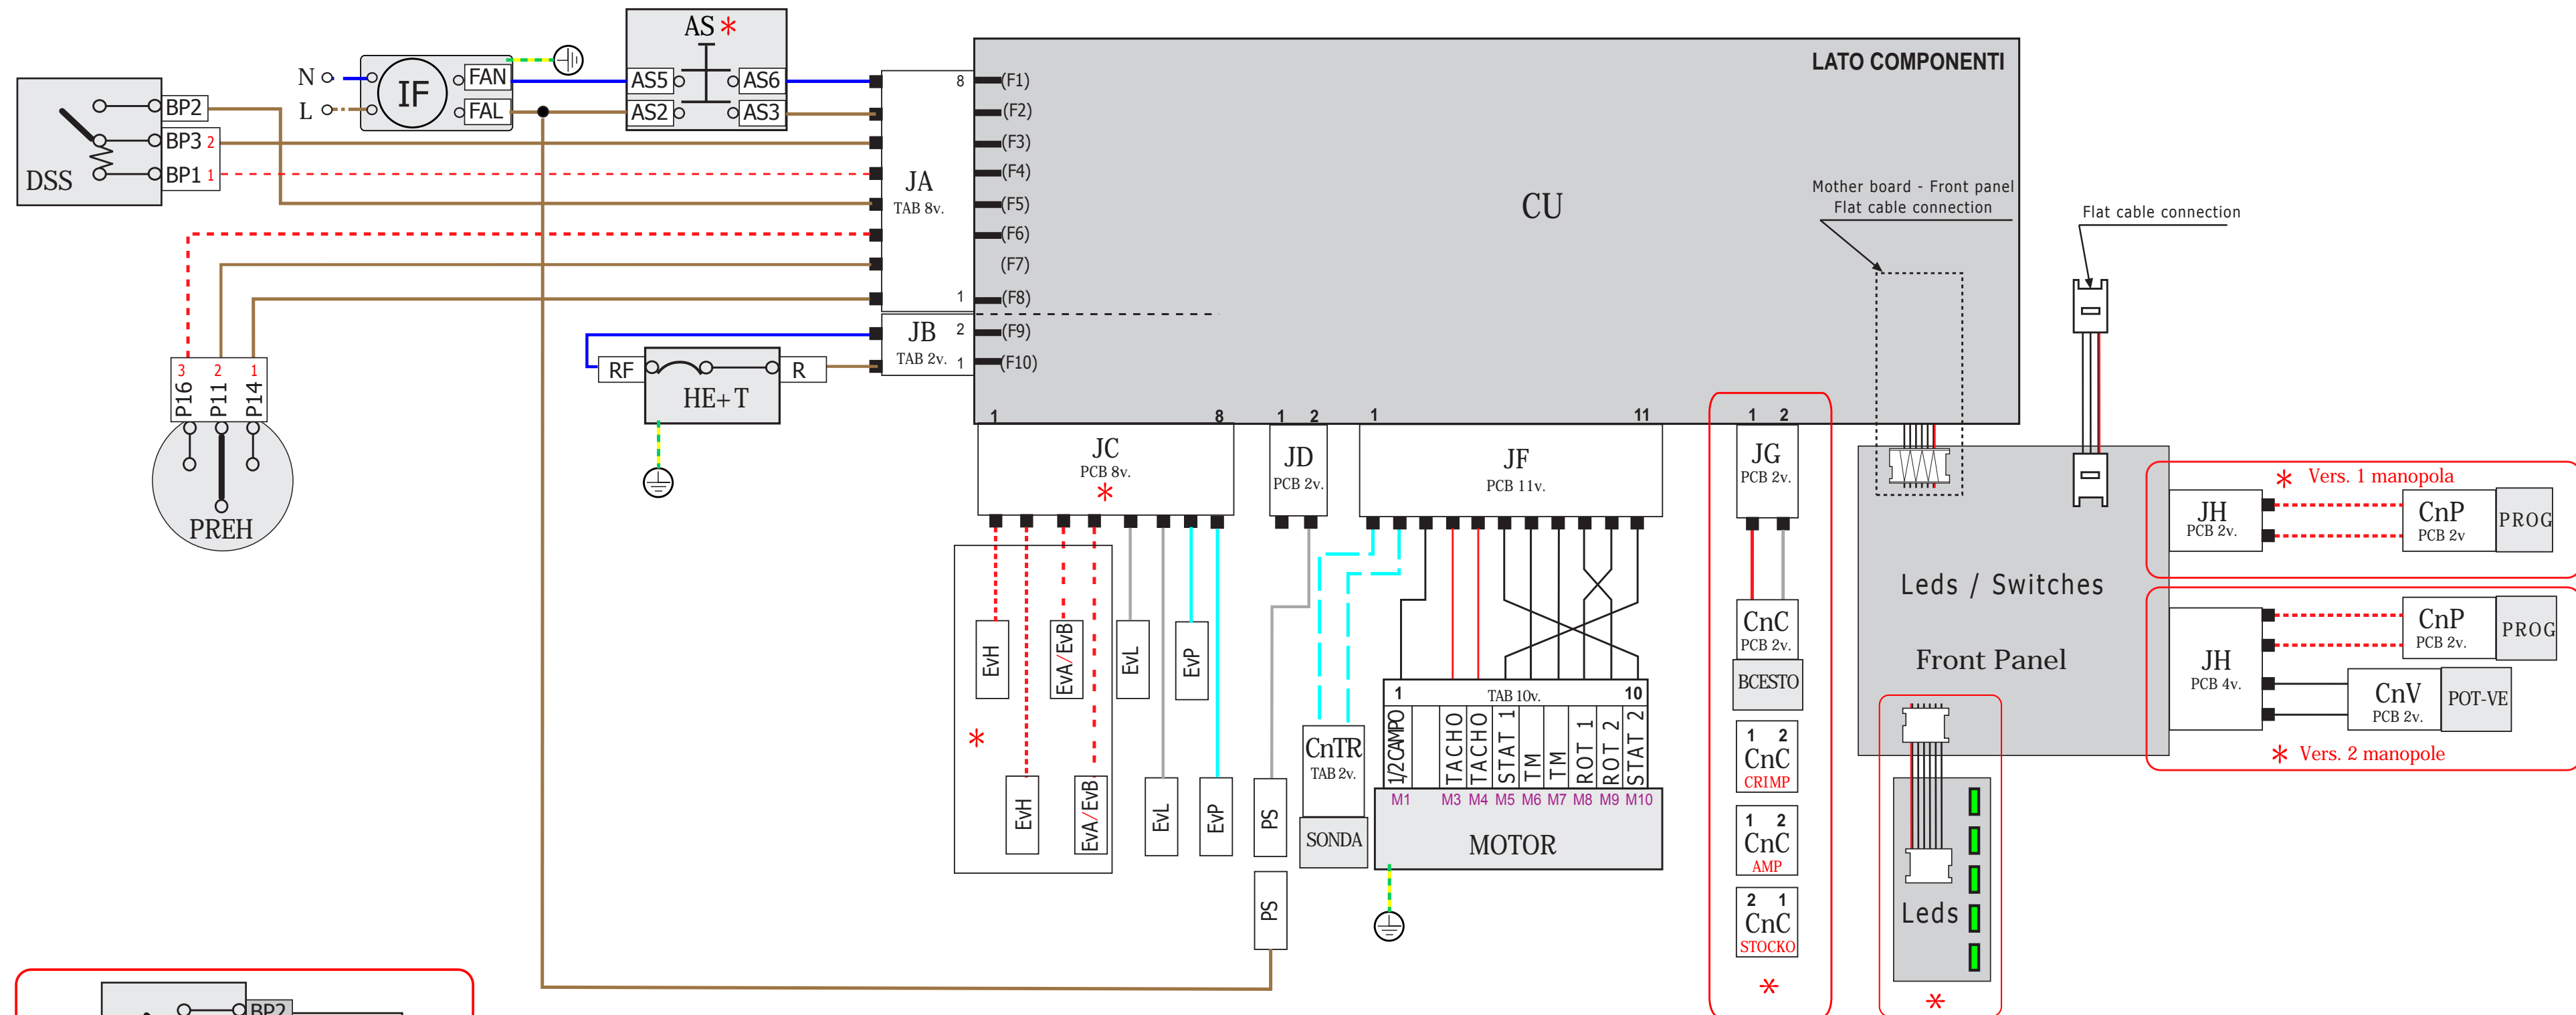 AS *
LATO COMPONENTI
N
L
IF
FAN
FAL
AS5
AS6
AS2
AS3
BP2
BP3 2
BP1 1
DSS
JA
TAB 8v.
8
1
(F1)
(F2)
(F3)
(F4)
(F5)
(F6)
(F7)
(F8)
(F9)
(F10)
CU
Mother board - Front panel
Flat cable connection
Flat cable connection
JB
TAB 2v.
2
1
RF
R
HE+T
3 2 1
P16 P11 P14
PREH
1 8 1 2 1 11 1 2
JC
PCB 8v.
*
JD
PCB 2v.
JF
PCB 11v.
JG
PCB 2v.
EvH
EvA/EvB
EvL
EvP
*
EvH
EvA/EvB
EvL
EvP
PS
PS
CnTR
TAB 2v.
SONDA
1 TAB 10v. 10
1/2CAMPO
TACHO
TACHO
STAT 1
TM
TM
ROT 1
ROT 2
STAT 2
M1 M3 M4 M5 M6 M7 M8 M9 M10
MOTOR
CnC
PCB 2v.
BCESTO
1 2
CnC
CRIMP
1 2
CnC
AMP
2 1
CnC
STOCKO
*
Leds / Switches
Front Panel
Leds
*
* Vers. 1 manopola
JH
PCB 2v.
CnP
PCB 2v
PROG
JH
PCB 4v.
CnP
PCB 2v.
PROG
CnV
PCB 2v.
POT-VE
* Vers. 2 manopole
BP2